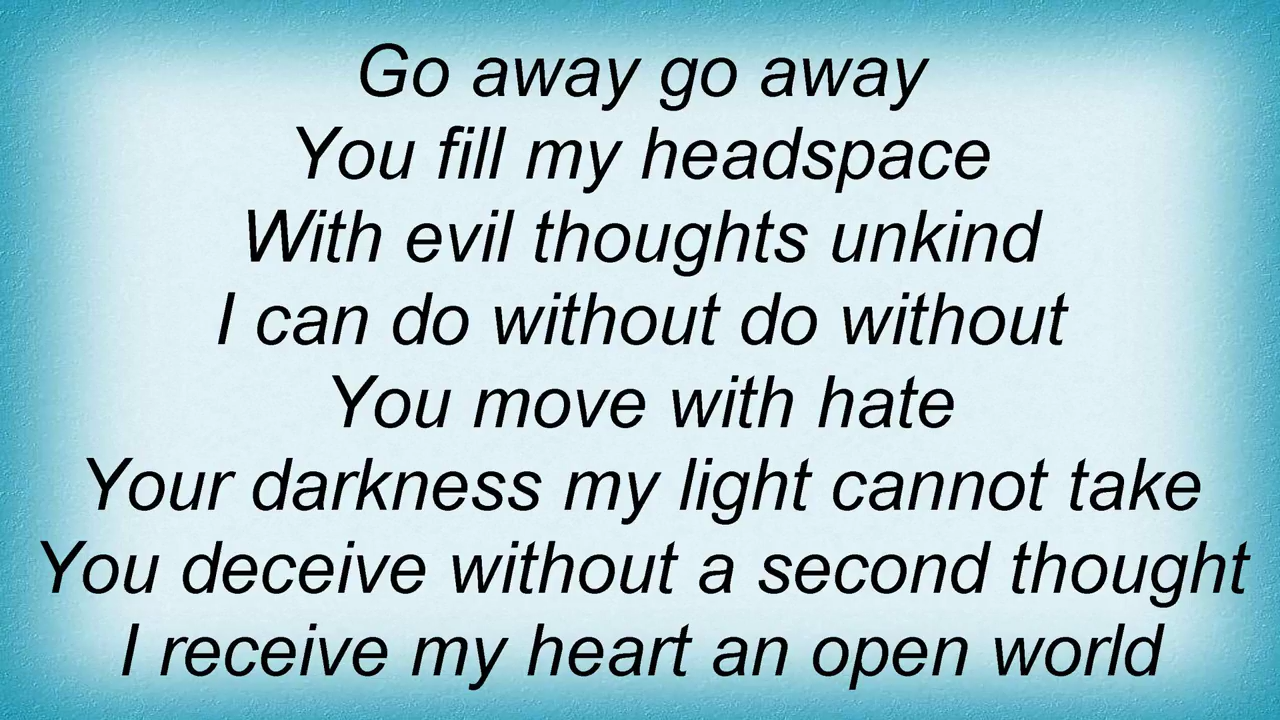 Go away go away
You fill my headspace
With evil thoughts unkind
I can do without do without
You move with hate
Your darkness my light cannot take
You deceive without a second thought
I receive my heart an open world